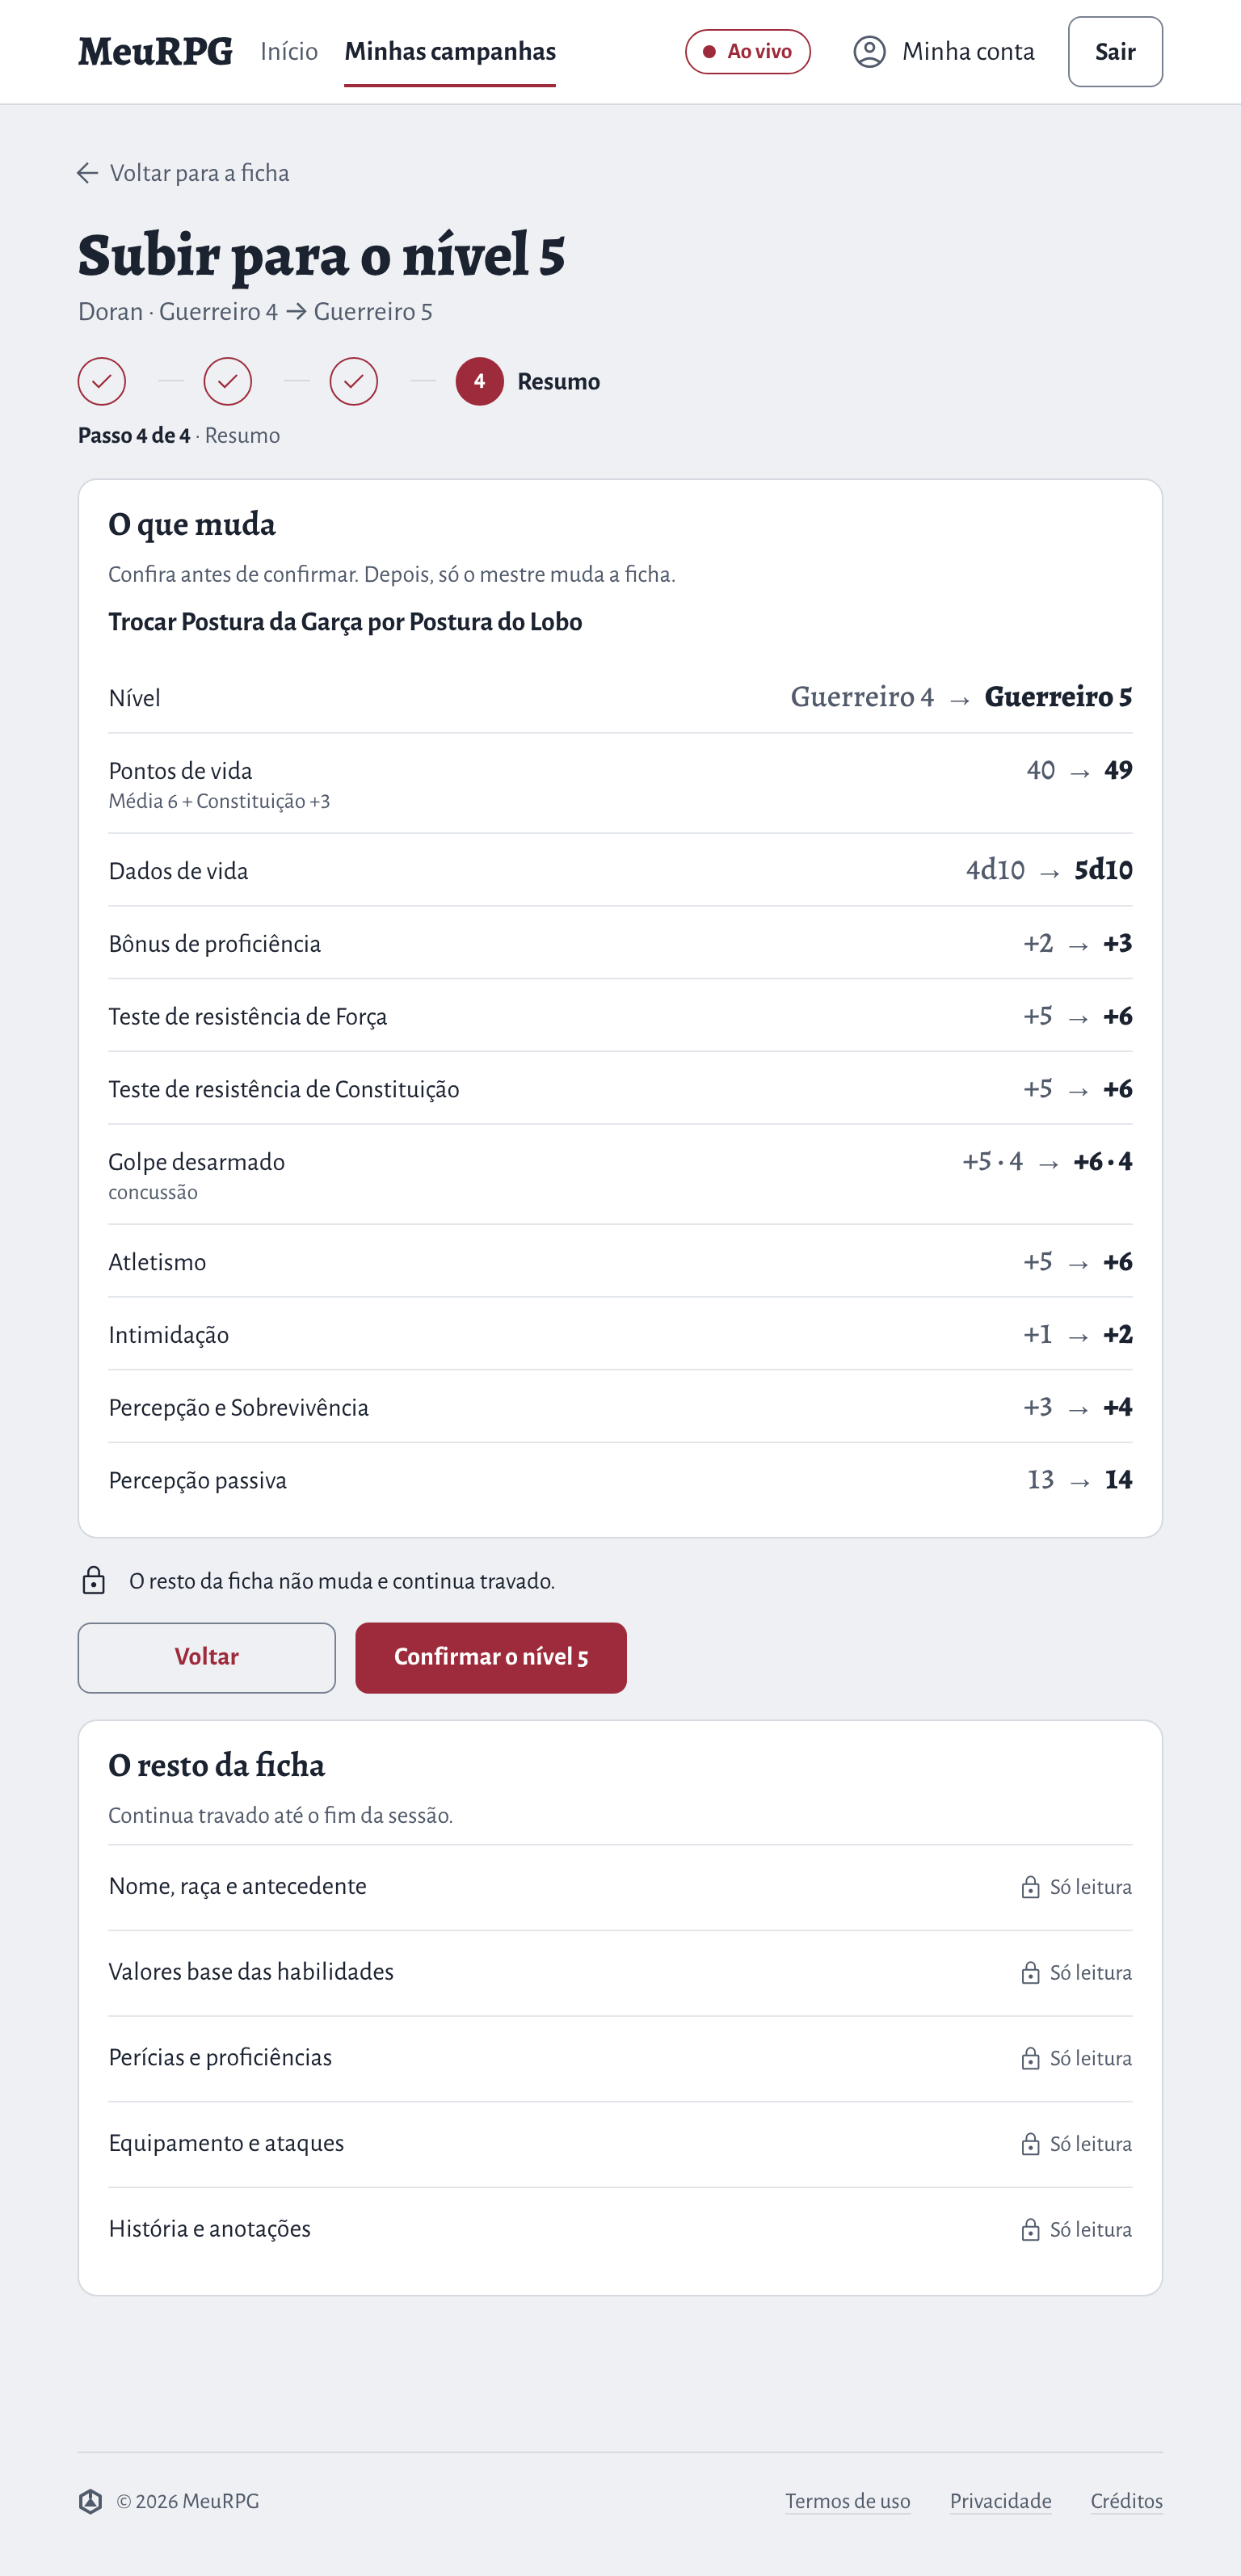 MeuRPG Início Minhas campanhas Ao vivo Minha conta Sair
← Voltar para a ficha
Subir para o nível 5
Doran · Guerreiro 4 → Guerreiro 5
4 Resumo
Passo 4 de 4 · Resumo
O que muda
Confira antes de confirmar. Depois, só o mestre muda a ficha.
Trocar Postura da Garça por Postura do Lobo
Nível Guerreiro 4 → Guerreiro 5
Pontos de vida 40 → 49
Média 6 + Constituição +3
Dados de vida 4d10 → 5d10
Bônus de proficiência +2 → +3
Teste de resistência de Força +5 → +6
Teste de resistência de Constituição +5 → +6
Golpe desarmado +5 · 4 → +6 · 4
concussão
Atletismo +5 → +6
Intimidação +1 → +2
Percepção e Sobrevivência +3 → +4
Percepção passiva 13 → 14
O resto da ficha não muda e continua travado.
Voltar Confirmar o nível 5
O resto da ficha
Continua travado até o fim da sessão.
Nome, raça e antecedente Só leitura
Valores base das habilidades Só leitura
Perícias e proficiências Só leitura
Equipamento e ataques Só leitura
História e anotações Só leitura
© 2026 MeuRPG Termos de uso Privacidade Créditos